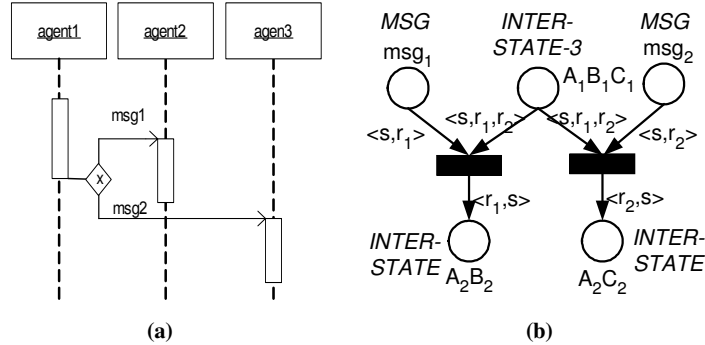 agent1 agent2 agen3
msg1
X
msg2
(a)
MSG INTER- MSG
STATE-3
msg1 msg2
A1B1C1
<s,r1> <s,r1,r2> <s,r1,r2> <s,r2>
<r1,s> <r2,s>
INTER- INTER-
STATE STATE
A2B2 A2C2
(b)